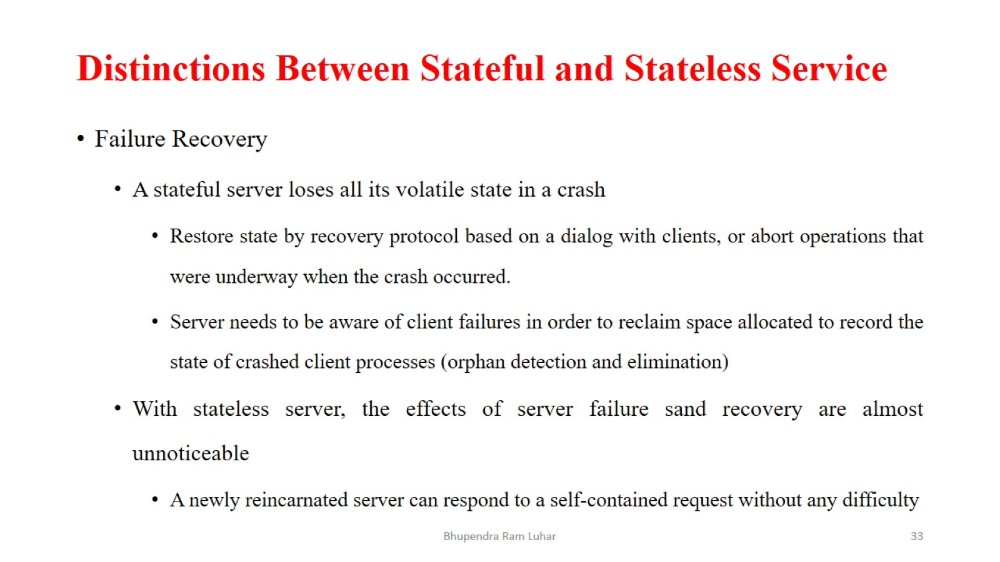 Distinctions Between Stateful and Stateless Service
• Failure Recovery
• A stateful server loses all its volatile state in a crash
• Restore state by recovery protocol based on a dialog with clients, or abort operations that
were underway when the crash occurred.
• Server needs to be aware of client failures in order to reclaim space allocated to record the
state of crashed client processes (orphan detection and elimination)
• With stateless server, the effects of server failure sand recovery are almost
unnoticeable
• A newly reincarnated server can respond to a self-contained request without any difficulty
Bhupendra Ram Luhar
33